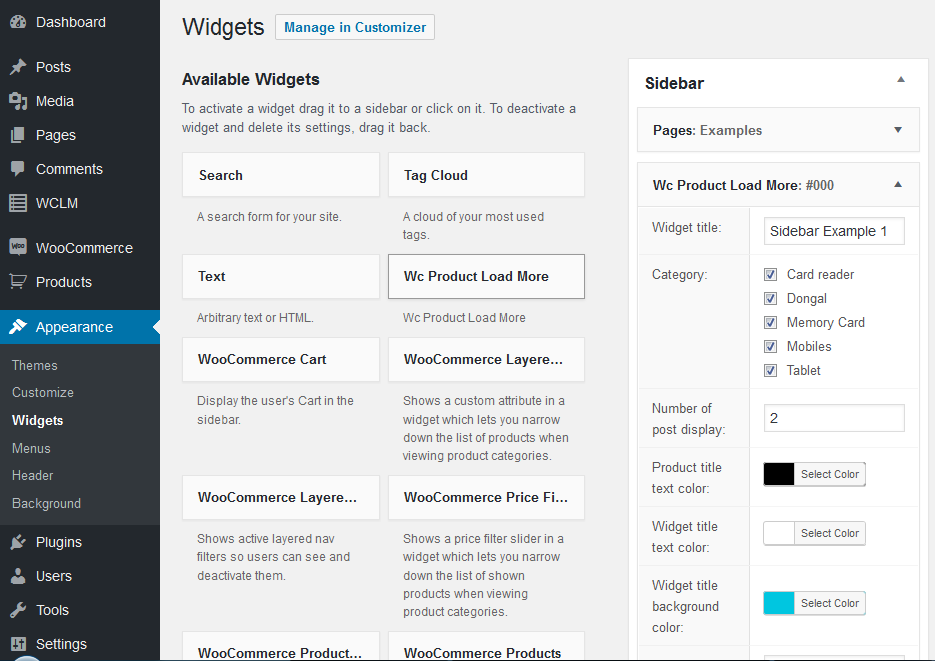 Dashboard
Posts
Media
Pages
Comments
WCLM
Woo
WooCommerce
Products
Appearance
Themes
Customize
Widgets
Menus
Header
Background
Plugins
Users
Tools
Settings
Widgets
Manage in Customizer
Available Widgets
To activate a widget drag it to a sidebar or click on it. To deactivate a
widget and delete its settings, drag it back.
Search
A search form for your site.
Tag Cloud
A cloud of your most used
tags.
Text
Arbitrary text or HTML.
Wc Product Load More
Wc Product Load More
WooCommerce Cart
Display the user's Cart in the
sidebar.
WooCommerce Layere...
Shows a custom attribute in a
widget which lets you narrow
down the list of products when
viewing product categories.
WooCommerce Layere...
Shows active layered nav
filters so users can see and
deactivate them.
WooCommerce Price Fi...
Shows a price filter slider in a
widget which lets you narrow
down the list of shown
products when viewing
product categories.
WooCommerce Product...
WooCommerce Products
Sidebar
Pages: Examples
Wc Product Load More: #000
Widget title:
Sidebar Example 1
Category:
Card reader
Dongal
Memory Card
Mobiles
Tablet
Number of
post display:
2
Product title
text color:
Select Color
Widget title
text color:
Select Color
Widget title
background
color:
Select Color